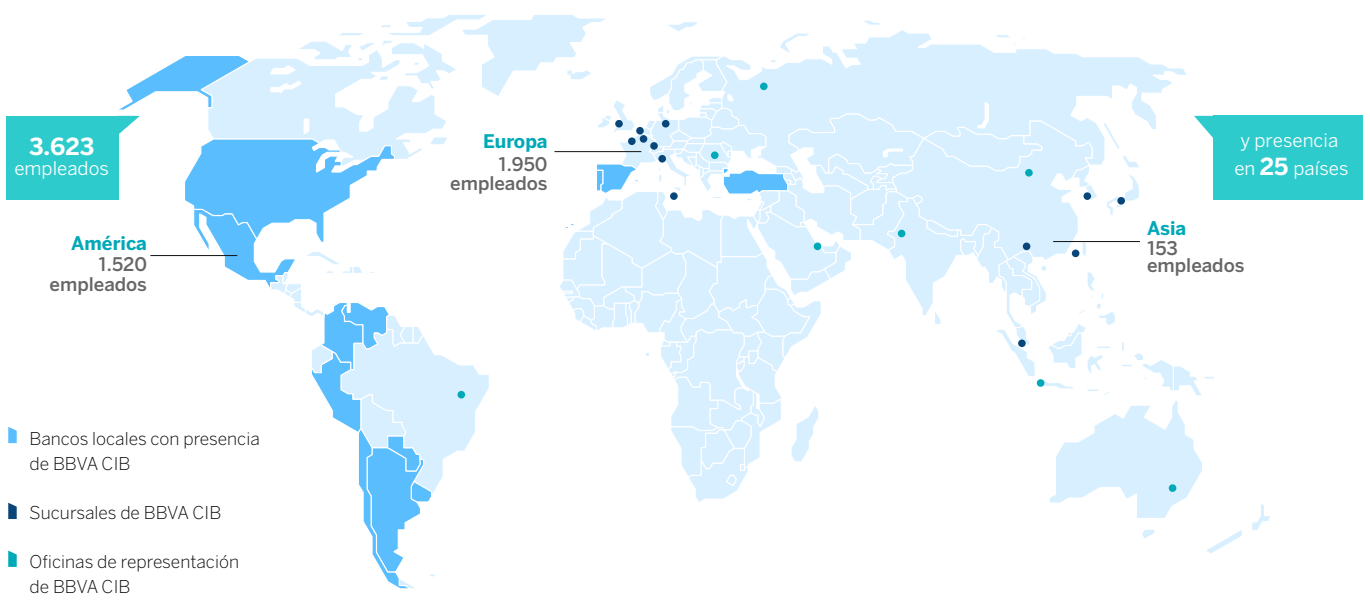 3.623
empleados
América
1.520
empleados
Europa
1.950
empleados
y presencia
en 25 países
Asia
153
empleados
Bancos locales con presencia
de BBVA CIB
Sucursales de BBVA CIB
Oficinas de representación
de BBVA CIB